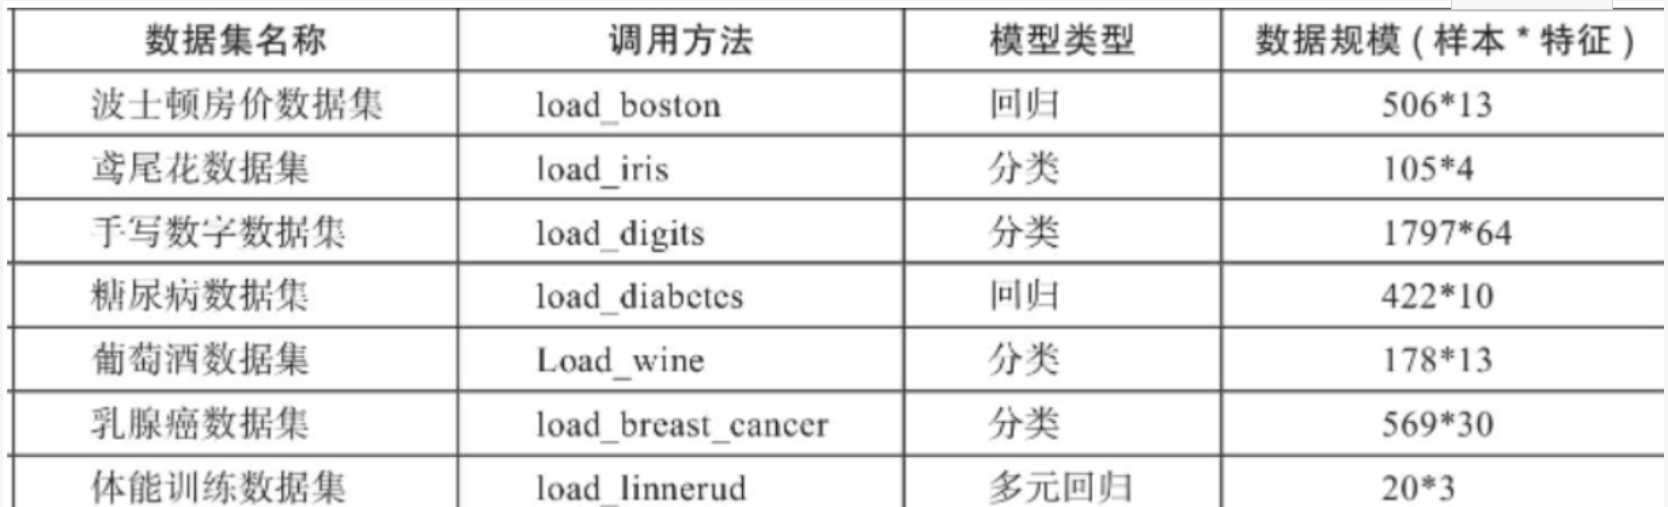 数据集名称 调用方法 模型类型 数据规模(样本*特征)
波士顿房价数据集 load_boston 回归 506*13
鸢尾花数据集 load_iris 分类 105*4
手写数字数据集 load_digits 分类 1797*64
糖尿病数据集 load_diabetes 回归 422*10
葡萄酒数据集 Load_wine 分类 178*13
乳腺癌数据集 load_breast_cancer 分类 569*30
体能训练数据集 load_linnerud 多元回归 20*3